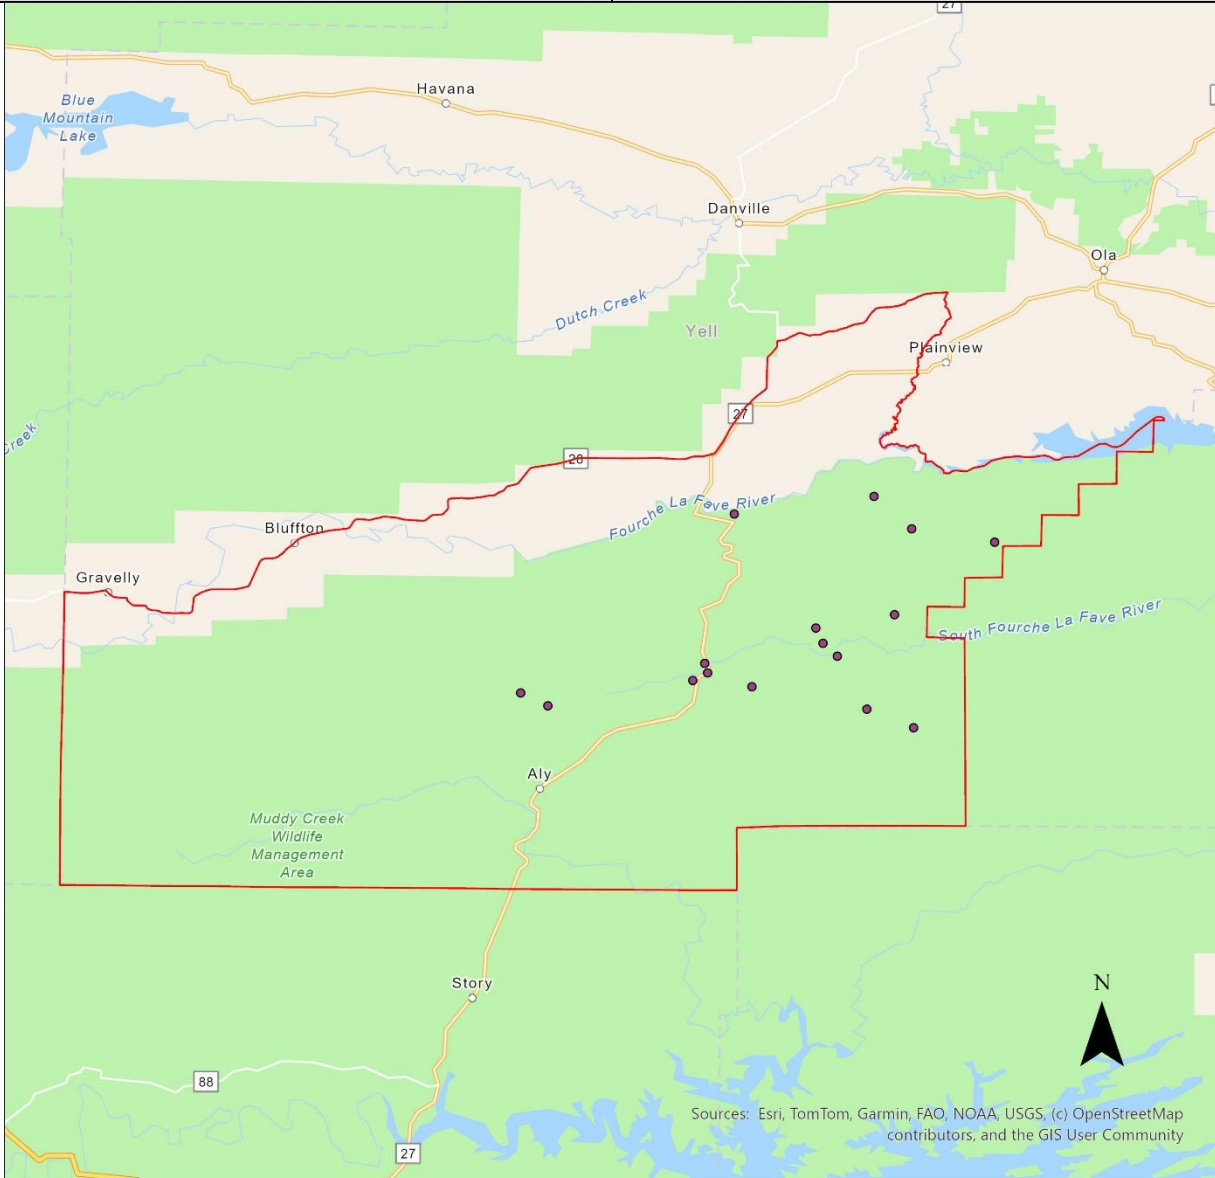 27
Havana
Blue
Mountain
Lake
Danville
Ola
Dutch Creek
Yell
Plainview
27
Creek
28
Fourche La Fave River
Bluffton
Gravelly
South Fourche La Fave River
Aly
Muddy Creek
Wildlife
Management
Area
Story
N
88
Sources: Esri, TomTom, Garmin, FAO, NOAA, USGS, (c) OpenStreetMap
contributors, and the GIS User Community
27